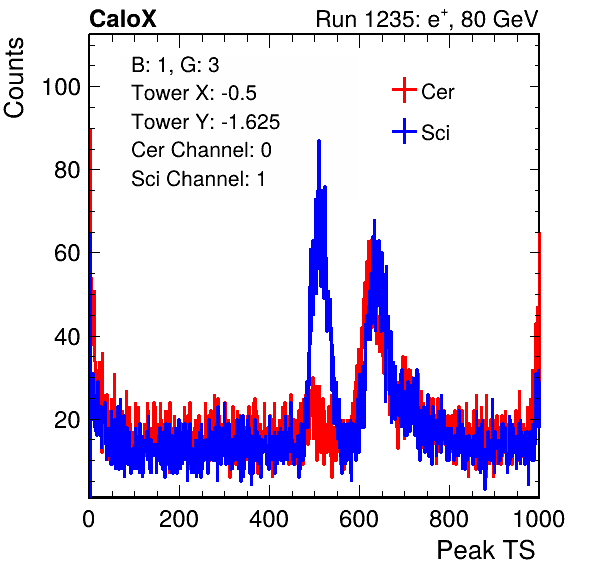 CaloX Run 1235: e+, 80 GeV
Counts
B: 1, G: 3
Tower X: -0.5
Tower Y: -1.625
Cer Channel: 0
Sci Channel: 1
Cer
Sci
100
80
60
40
20
0 200 400 600 800 1000
Peak TS